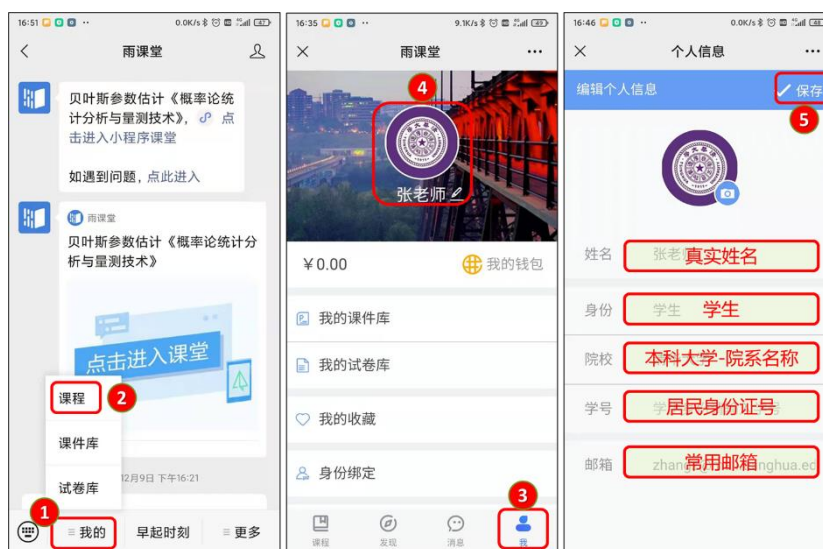 16:51
0.0K/s
47
雨课堂
贝叶斯参数估计《概率论统
计分析与量测技术》, 点
击进入小程序课堂
如遇到问题, 点此进入
雨课堂
贝叶斯参数估计《概率论统计分
析与量测技术》
点击进入课堂
课程
2
课件库
试卷库
12月9日 下午16:21
1
我的
早起时刻
更多
16:35
9.1K/s
49
雨课堂
4
张老师
¥0.00
我的钱包
我的课件库
我的试卷库
我的收藏
身份绑定
3
课程
发现
消息
我
16:46
0.0K/s
48
个人信息
编辑个人信息
保存
5
姓名
真实姓名
身份
学生
学生
院校
本科大学-院系名称
学号
居民身份证号
邮箱
常用邮箱